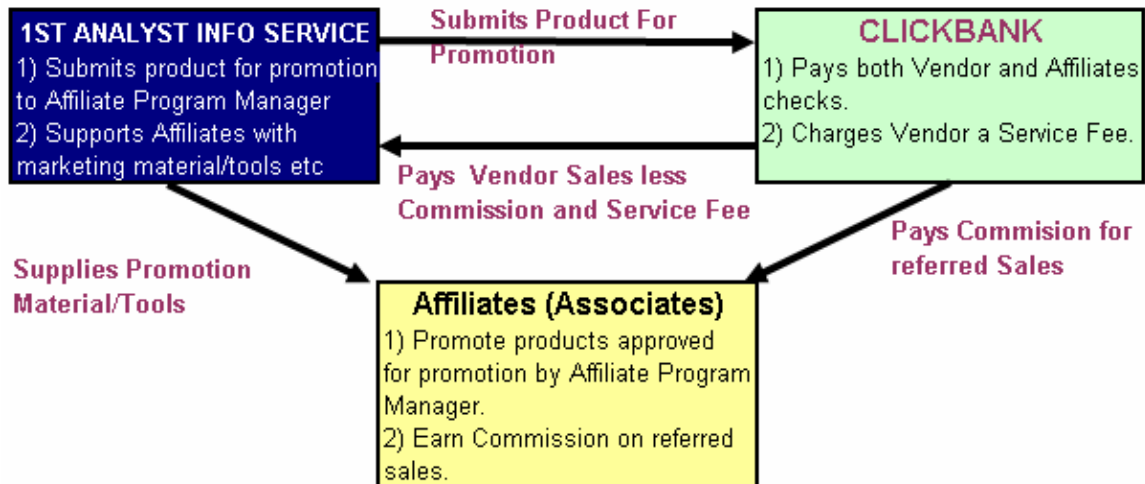 1ST ANALYST INFO SERVICE
1) Submits product for promotion
to Affiliate Program Manager
2) Supports Affiliates with
marketing material/tools etc
Submits Product For
Promotion
CLICKBANK
1) Pays both Vendor and Affiliates
checks.
2) Charges Vendor a Service Fee.
Pays Vendor Sales less
Commission and Service Fee
Supplies Promotion
Material/Tools
Pays Commision for
referred Sales
Affiliates (Associates)
1) Promote products approved
for promotion by Affiliate Program
Manager.
2) Earn Commission on referred
sales.